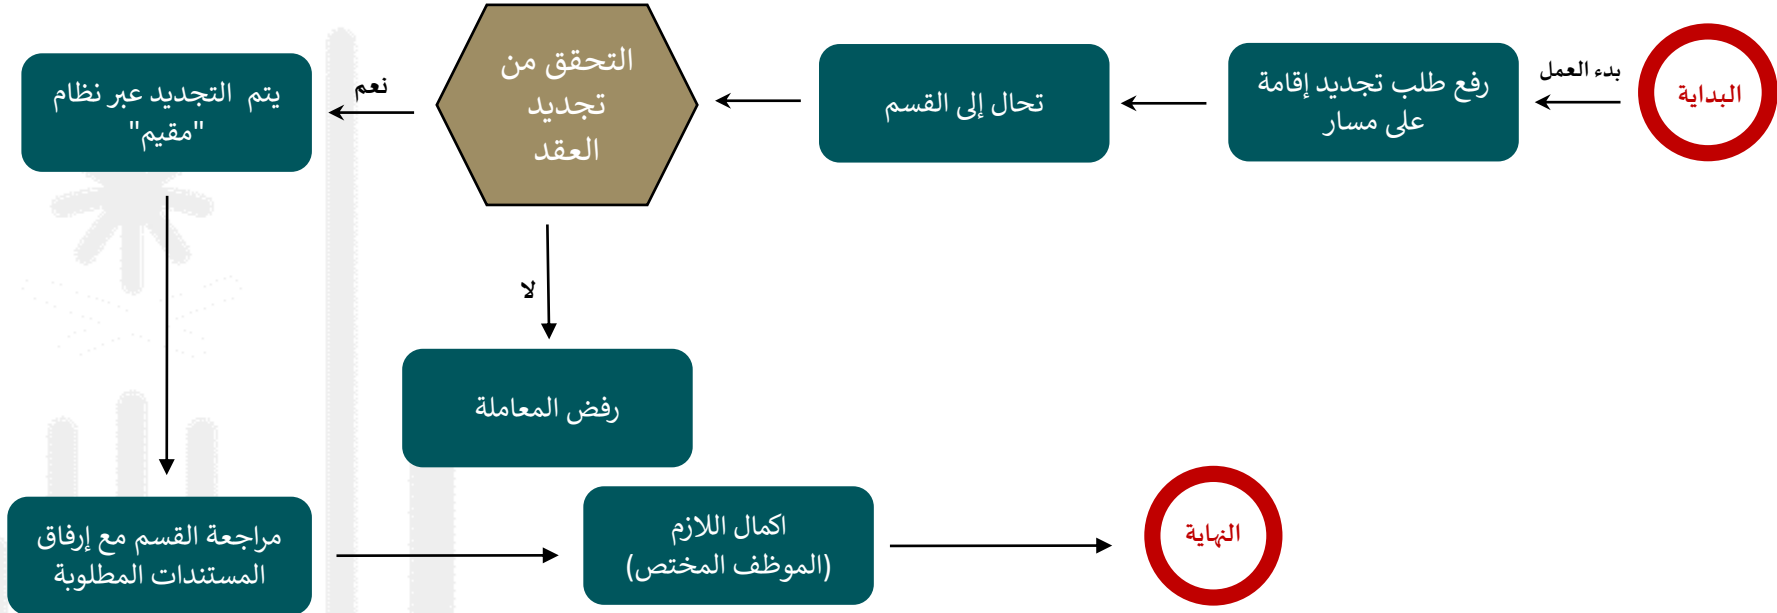 البداية
بدء العمل
رفع طلب تجديد إقامة
على مسار
تحال إلى القسم
التحقق من
تجديد
العقد
نعم
يتم التجديد عبر نظام
"مقيم"
لا
رفض المعاملة
مراجعة القسم مع إرفاق
المستندات المطلوبة
اكمال اللازم
(الموظف المختص)
النهاية